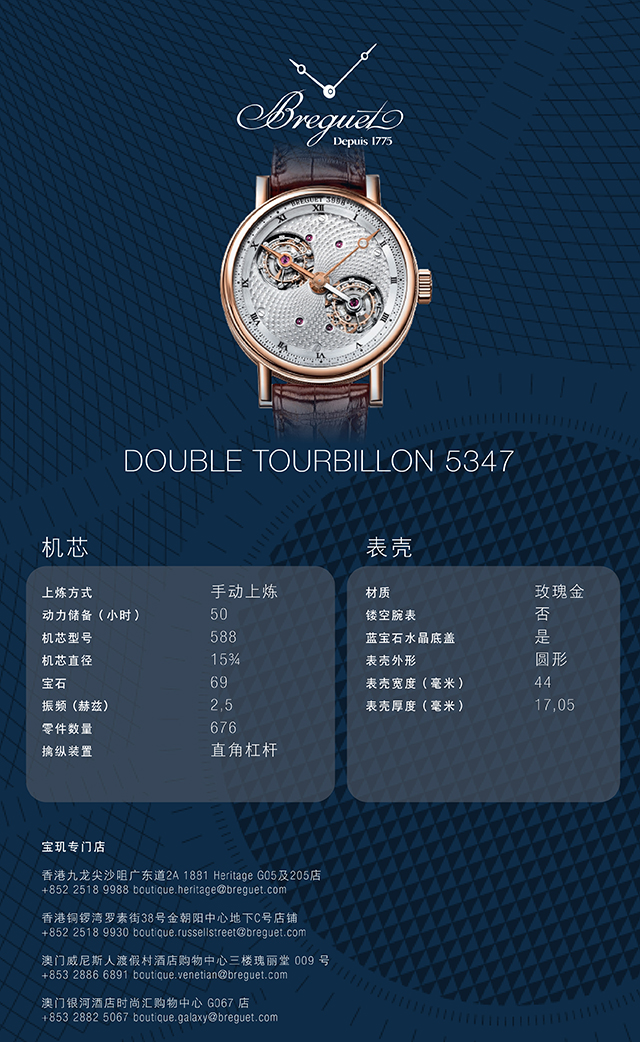 Breguet
Depuis 1775
BREGUET 3998
DOUBLE TOURBILLON 5347
机芯
上炼方式 手动上炼
动力储备（小时） 50
机芯型号 588
机芯直径 15¾
宝石 69
振频（赫兹） 2,5
零件数量 676
擒纵装置 直角杠杆
表壳
材质 玫瑰金
镂空腕表 否
蓝宝石水晶底盖 是
表壳外形 圆形
表壳宽度（毫米） 44
表壳厚度（毫米） 17,05
宝玑专门店
香港九龙尖沙咀广东道2A 1881 Heritage G05及205店
+852 2518 9988 boutique.heritage@breguet.com
香港铜锣湾罗素街38号金朝阳中心地下C号店铺
+852 2518 9930 boutique.russellstreet@breguet.com
澳门威尼斯人渡假村酒店购物中心三楼瑰丽堂 009 号
+853 2886 6891 boutique.venetian@breguet.com
澳门银河酒店时尚汇购物中心 G067 店
+853 2882 5067 boutique.galaxy@breguet.com